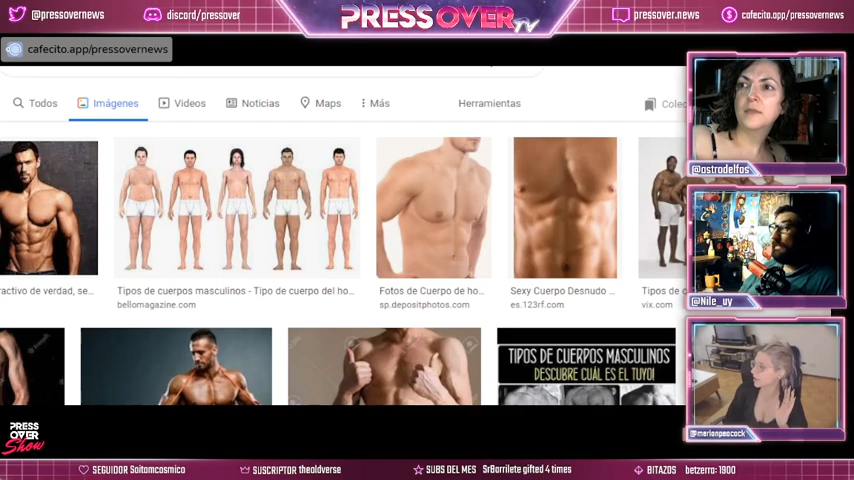 @pressovernews
discord/pressover
PRESS OVER TV
pressover.news
cafecito.app/pressovernews
cafecito.app/pressovernews
Todos
Imágenes
Videos
Noticias
Maps
Más
Herramientas
Colec
ractivo de verdad, se...
Tipos de cuerpos masculinos - Tipo de cuerpo del ho...
bellomagazine.com
Fotos de Cuerpo de ho...
sp.depositphotos.com
Sexy Cuerpo Desnudo ...
es.123rf.com
Tipos de c
vix.com
TIPOS DE CUERPOS MASCULINOS
DESCUBRE CUÁL ES EL TUYO!
@astrodelfos
@Nile_uy
@merianpeacock
PRESS
OVER
Show
SEGUIDOR Soitomcosmico
SUSCRIPTOR theoldverse
SUBS DEL MES SrBarrilete gifted 4 times
BITAZOS betzerra: 1900